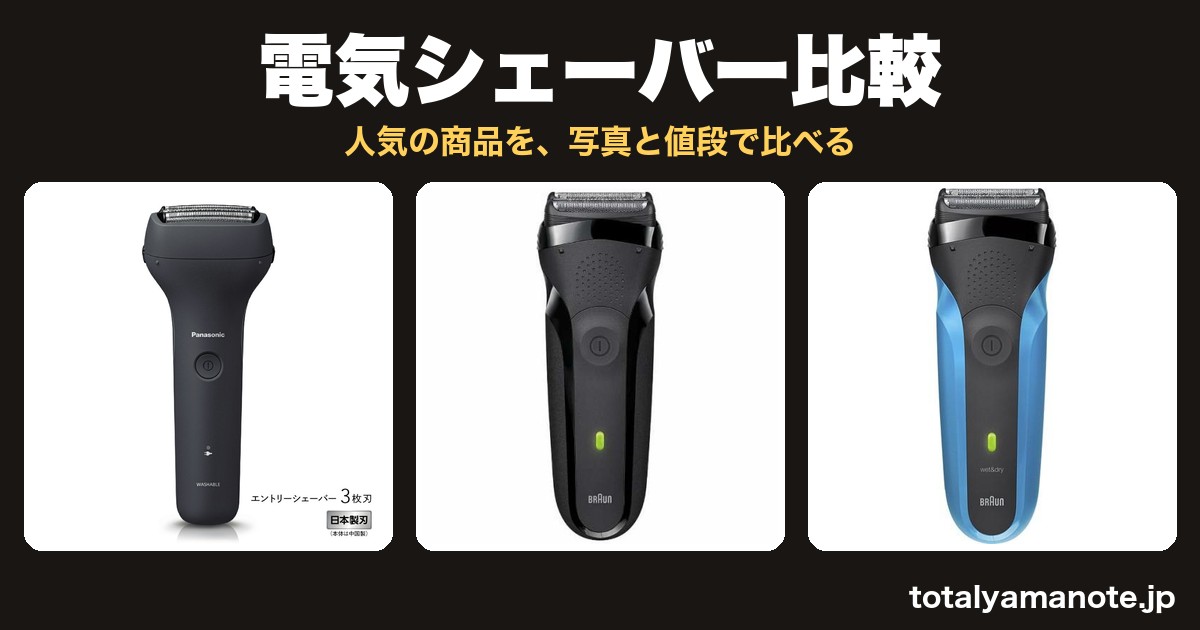 電気シェーバー比較
人気の商品を、写真と値段で比べる
Panasonic
WASHABLE
エントリーシェーバー 3枚刃
日本製刃
(本体は中国製)
BRAUN
wet&dry
BRAUN
totalyamanote.jp